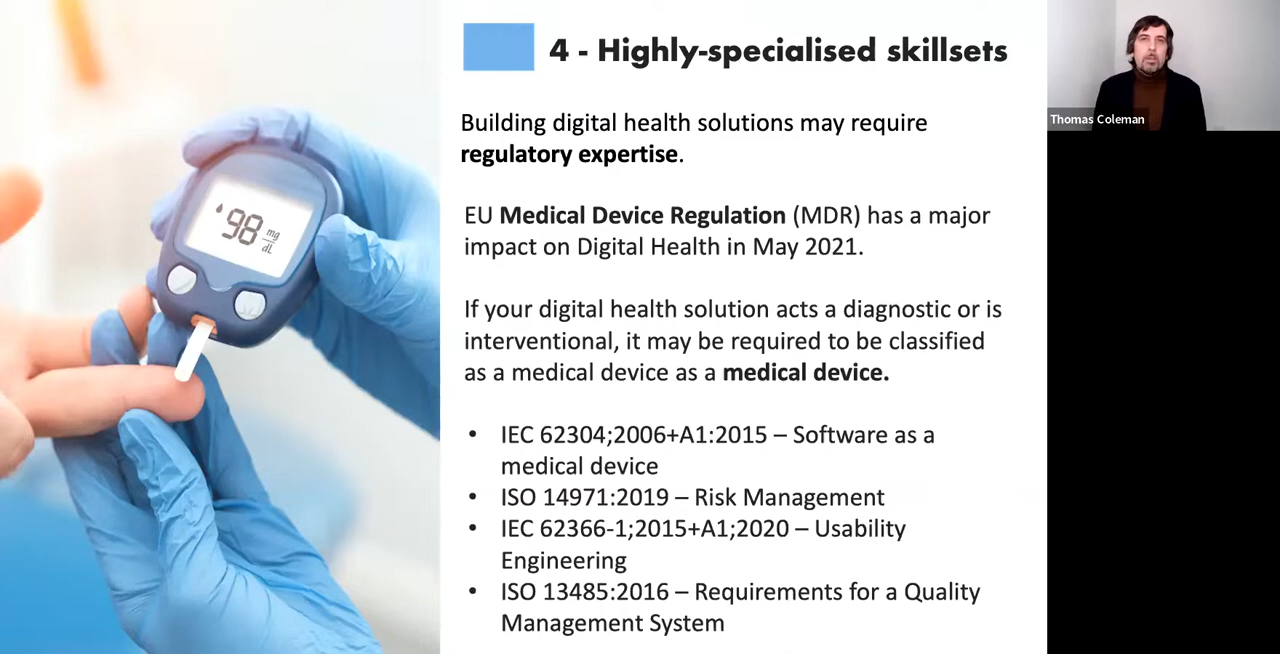 4 - Highly-specialised skillsets
Building digital health solutions may require
regulatory expertise.
EU Medical Device Regulation (MDR) has a major
impact on Digital Health in May 2021.
If your digital health solution acts a diagnostic or is
interventional, it may be required to be classified
as a medical device as a medical device.
• IEC 62304;2006+A1:2015 – Software as a
medical device
• ISO 14971:2019 – Risk Management
• IEC 62366-1;2015+A1;2020 – Usability
Engineering
• ISO 13485:2016 – Requirements for a Quality
Management System
98 mg/dL
Thomas Coleman